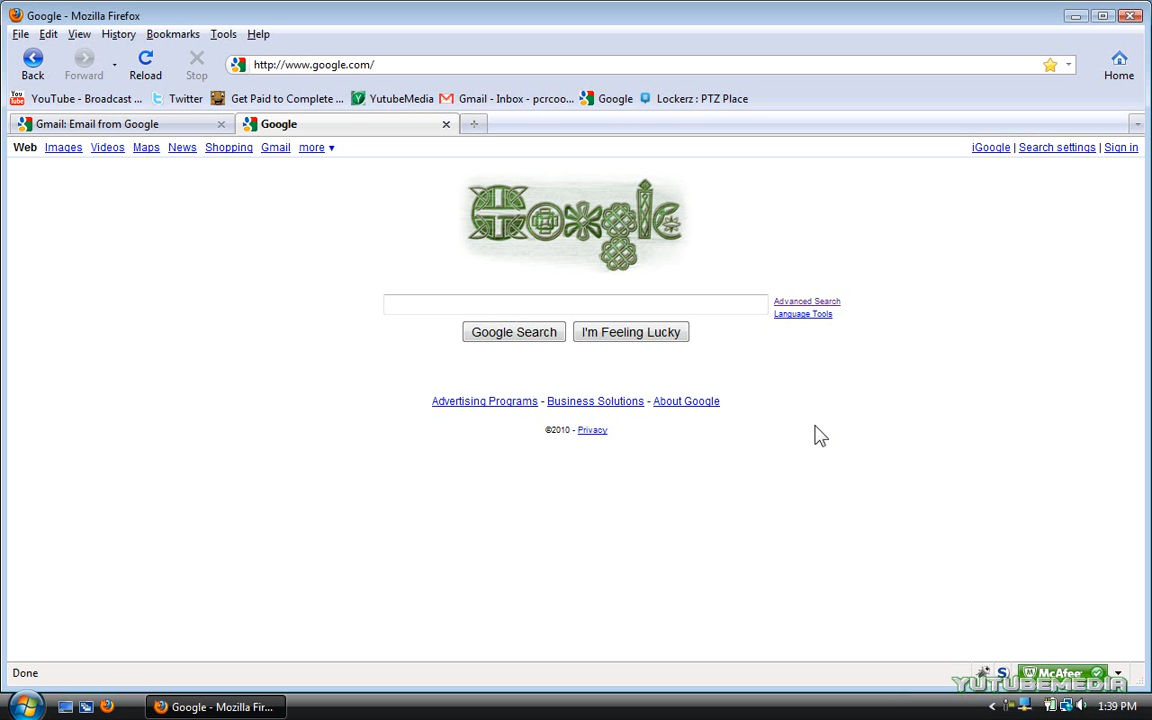 Google - Mozilla Firefox
File Edit View History Bookmarks Tools Help
Back Forward Reload Stop http://www.google.com/ Home
You Tube YouTube - Broadcast ... Twitter Get Paid to Complete ... YutubeMedia Gmail - Inbox - pcrcoo... Google Lockerz : PTZ Place
Gmail: Email from Google Google
Web Images Videos Maps News Shopping Gmail more ▼ iGoogle | Search settings | Sign in
Google
Advanced Search
Language Tools
Google Search I'm Feeling Lucky
Advertising Programs - Business Solutions - About Google
©2010 - Privacy
Done McAfee
YUTUBEMEDIA
Google - Mozilla Fir... 1:39 PM